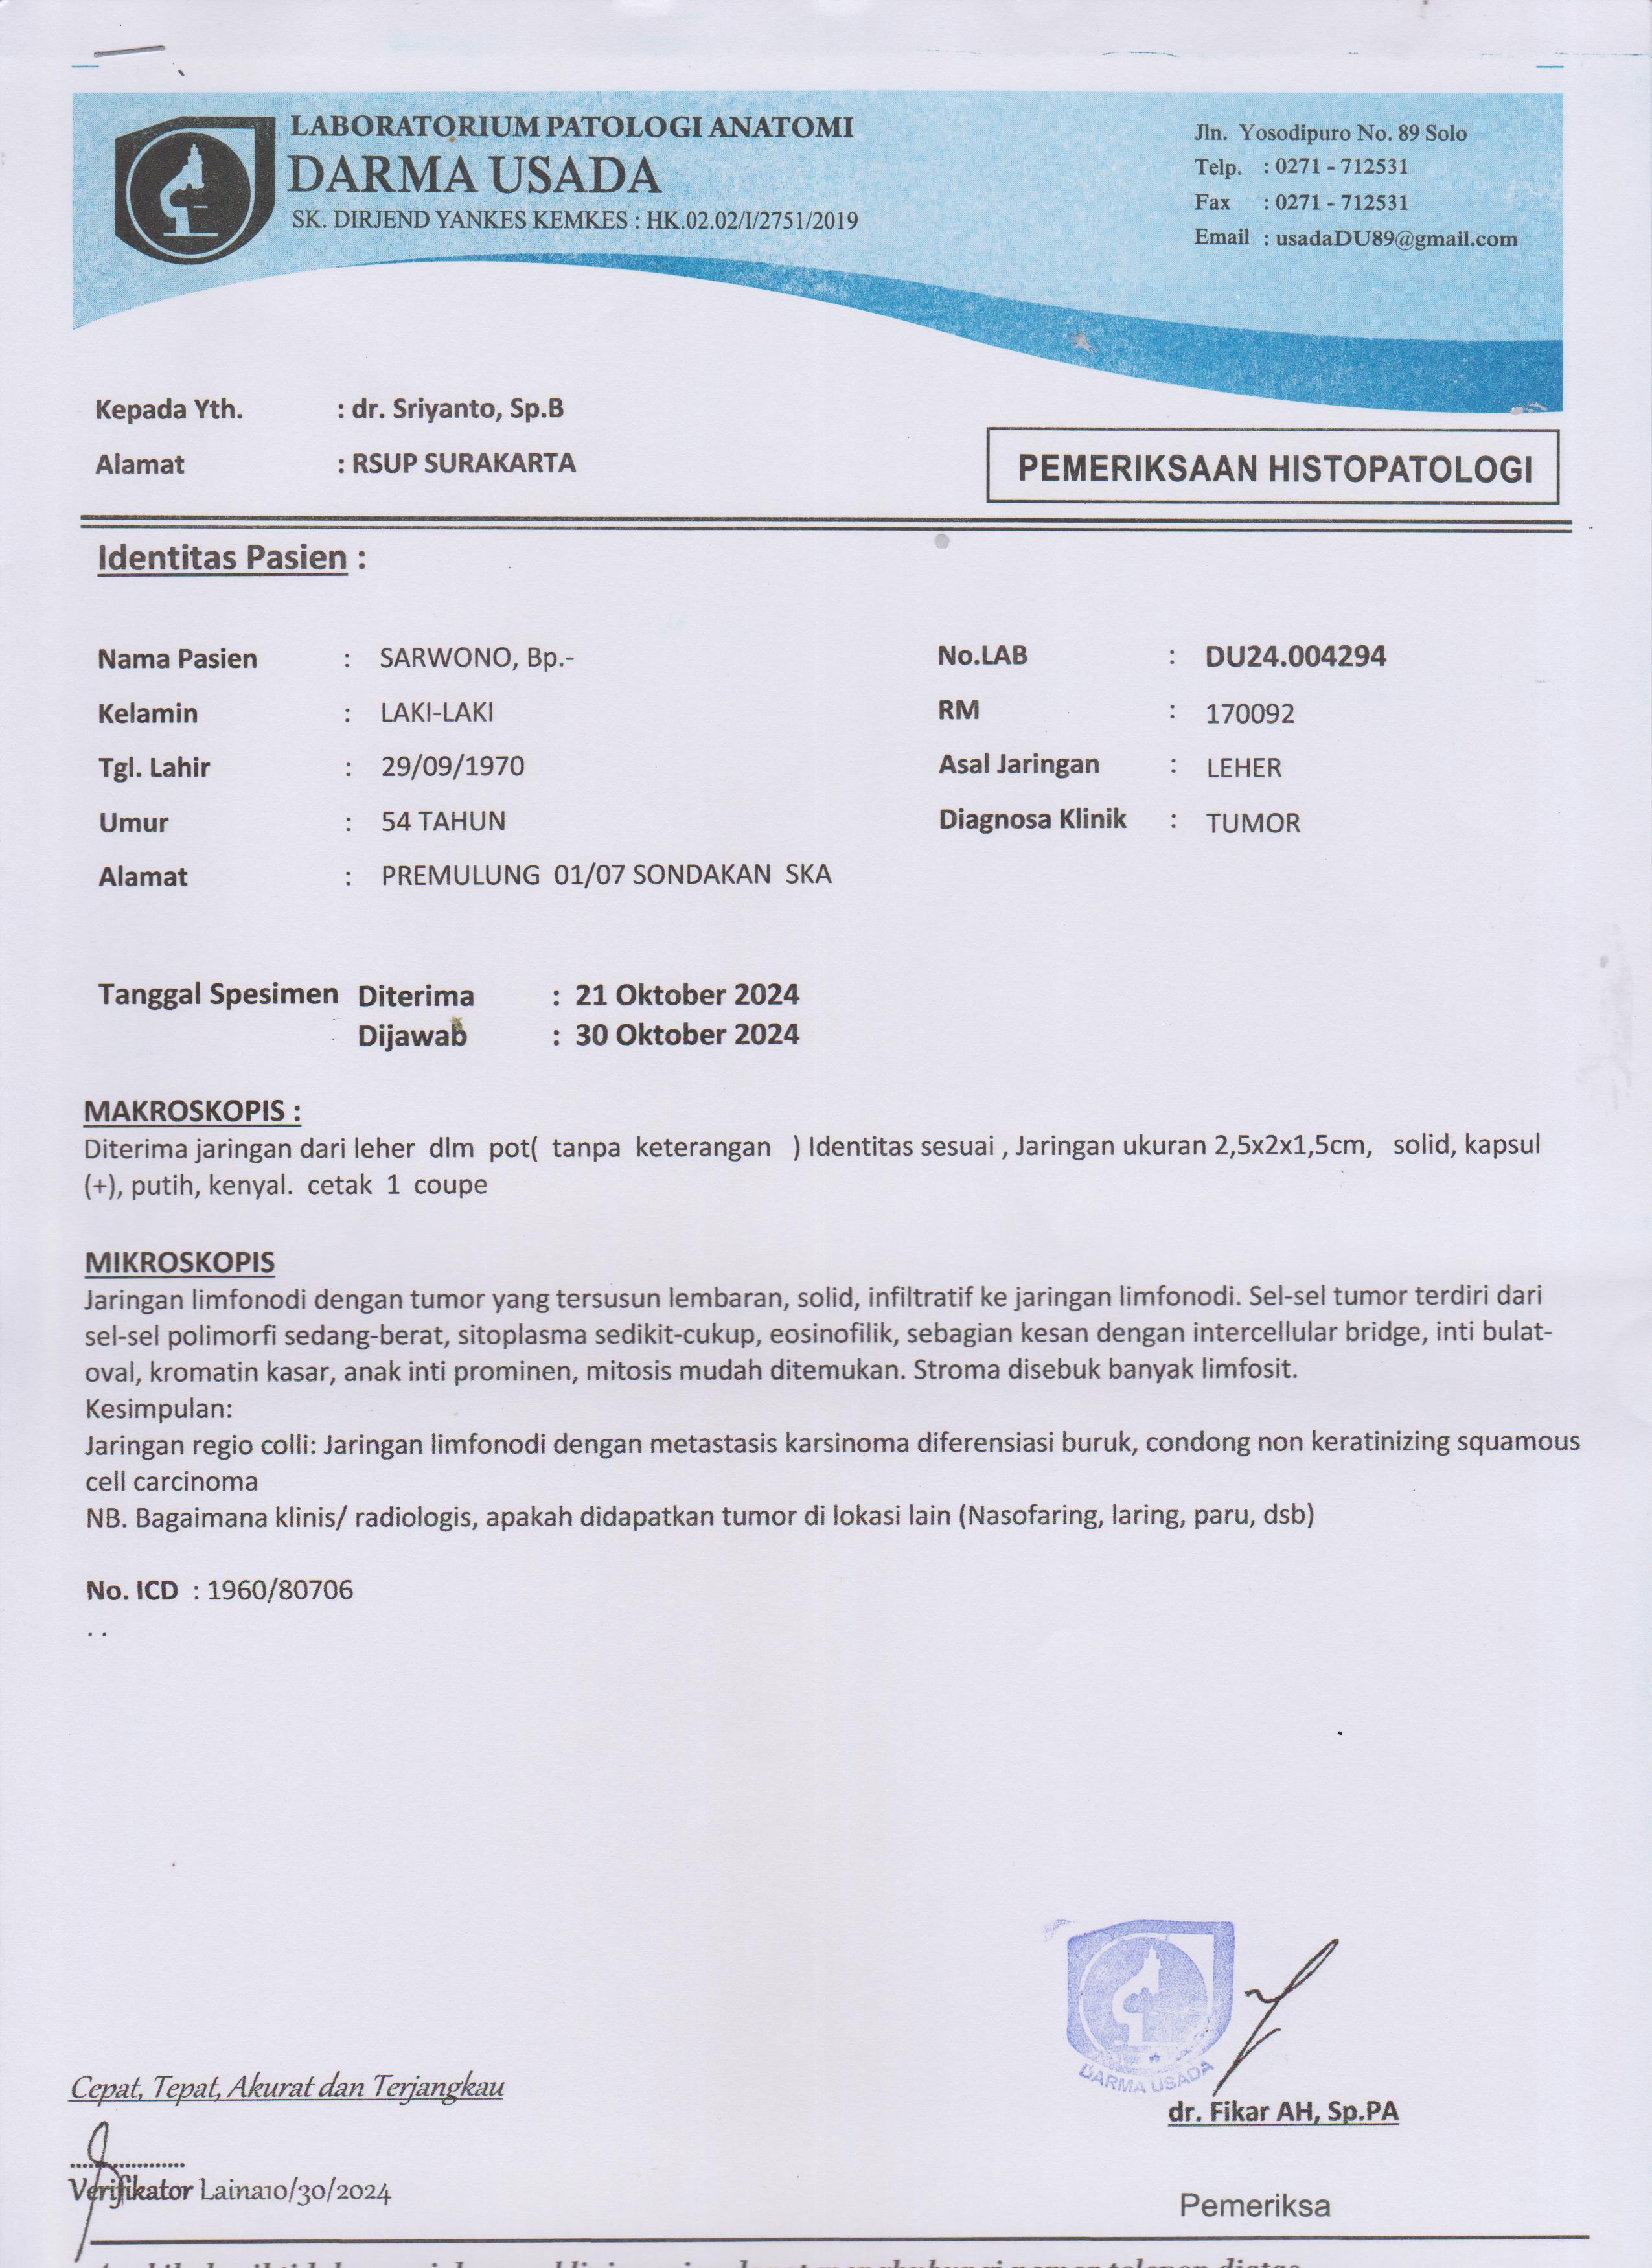 LABORATORIUM PATOLOGI ANATOMI
DARMA USADA
SK. DIRJEND YANKES KEMKES : HK.02.02/I/2751/2019
Jln. Yosodipuro No. 89 Solo
Telp. : 0271 - 712531
Fax : 0271 - 712531
Email : usadaDU89@gmail.com
Kepada Yth. : dr. Sriyanto, Sp.B
Alamat : RSUP SURAKARTA
PEMERIKSAAN HISTOPATOLOGI
Identitas Pasien :
Nama Pasien : SARWONO, Bp.-
Kelamin : LAKI-LAKI
Tgl. Lahir : 29/09/1970
Umur : 54 TAHUN
Alamat : PREMULUNG 01/07 SONDAKAN SKA
No.LAB : DU24.004294
RM : 170092
Asal Jaringan : LEHER
Diagnosa Klinik : TUMOR
Tanggal Spesimen Diterima : 21 Oktober 2024
Dijawab : 30 Oktober 2024
MAKROSKOPIS :
Diterima jaringan dari leher dlm pot( tanpa keterangan ) Identitas sesuai , Jaringan ukuran 2,5x2x1,5cm, solid, kapsul
(+), putih, kenyal. cetak 1 coupe
MIKROSKOPIS
Jaringan limfonodi dengan tumor yang tersusun lembaran, solid, infiltratif ke jaringan limfonodi. Sel-sel tumor terdiri dari
sel-sel polimorfi sedang-berat, sitoplasma sedikit-cukup, eosinofilik, sebagian kesan dengan intercellular bridge, inti bulat-
oval, kromatin kasar, anak inti prominen, mitosis mudah ditemukan. Stroma disebuk banyak limfosit.
Kesimpulan:
Jaringan regio colli: Jaringan limfonodi dengan metastasis karsinoma diferensiasi buruk, condong non keratinizing squamous
cell carcinoma
NB. Bagaimana klinis/ radiologis, apakah didapatkan tumor di lokasi lain (Nasofaring, laring, paru, dsb)
No. ICD : 1960/80706
. .
DARMA USADA
Cepat, Tepat, Akurat dan Terjangkau
dr. Fikar AH, Sp.PA
....................
Verifikator Laina10/30/2024
Pemeriksa